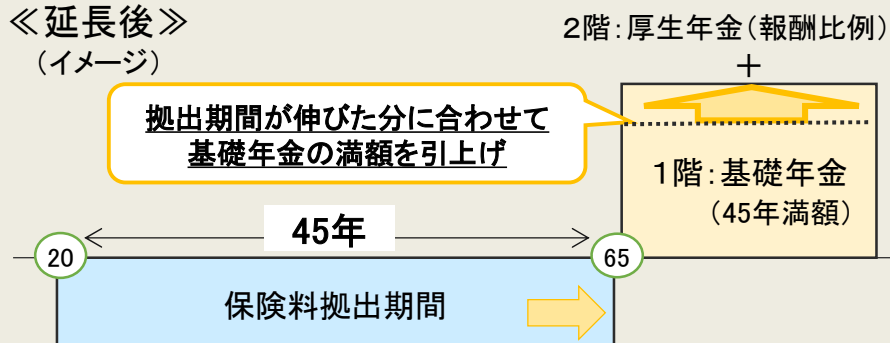 ≪延長後≫
（イメージ）
2階：厚生年金（報酬比例）
＋
拠出期間が伸びた分に合わせて
基礎年金の満額を引上げ
1階：基礎年金
（45年満額）
45年
20
65
保険料拠出期間